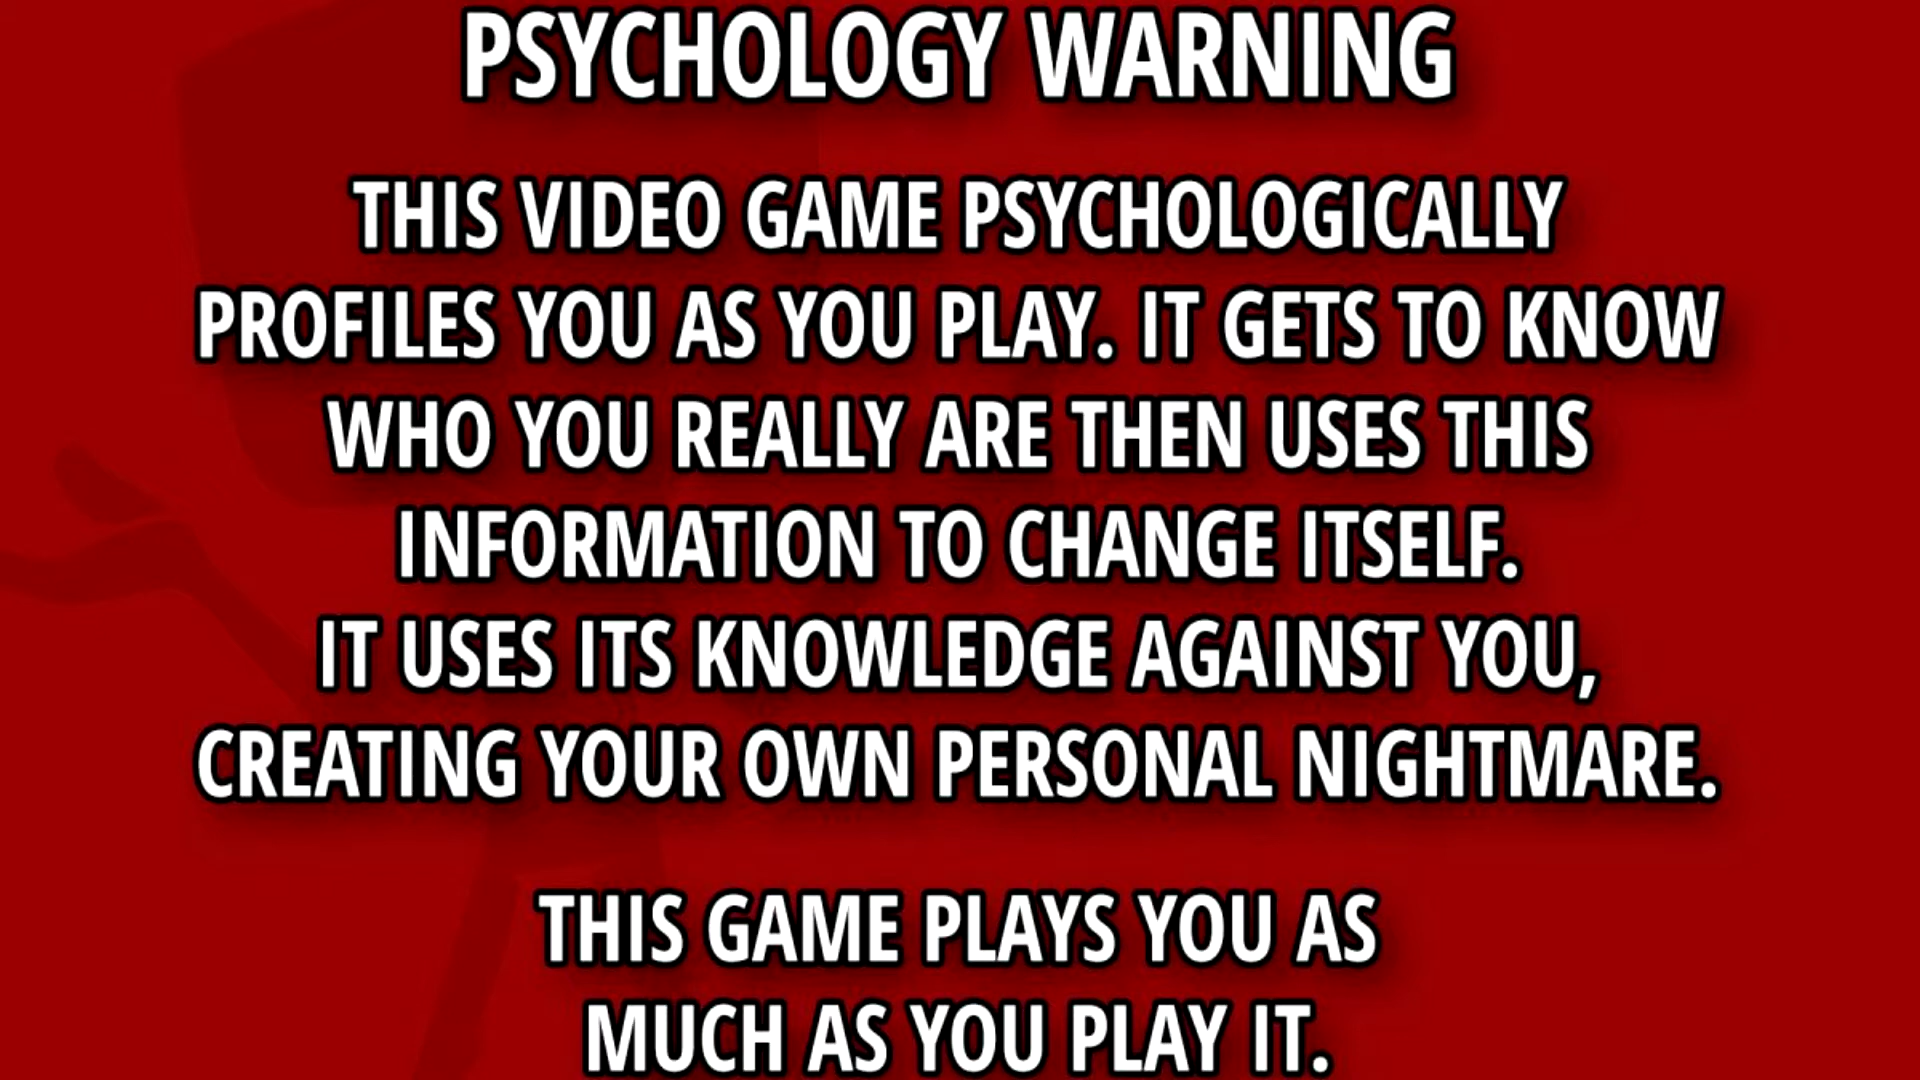 PSYCHOLOGY WARNING
THIS VIDEO GAME PSYCHOLOGICALLY
PROFILES YOU AS YOU PLAY. IT GETS TO KNOW
WHO YOU REALLY ARE THEN USES THIS
INFORMATION TO CHANGE ITSELF.
IT USES ITS KNOWLEDGE AGAINST YOU,
CREATING YOUR OWN PERSONAL NIGHTMARE.
THIS GAME PLAYS YOU AS
MUCH AS YOU PLAY IT.